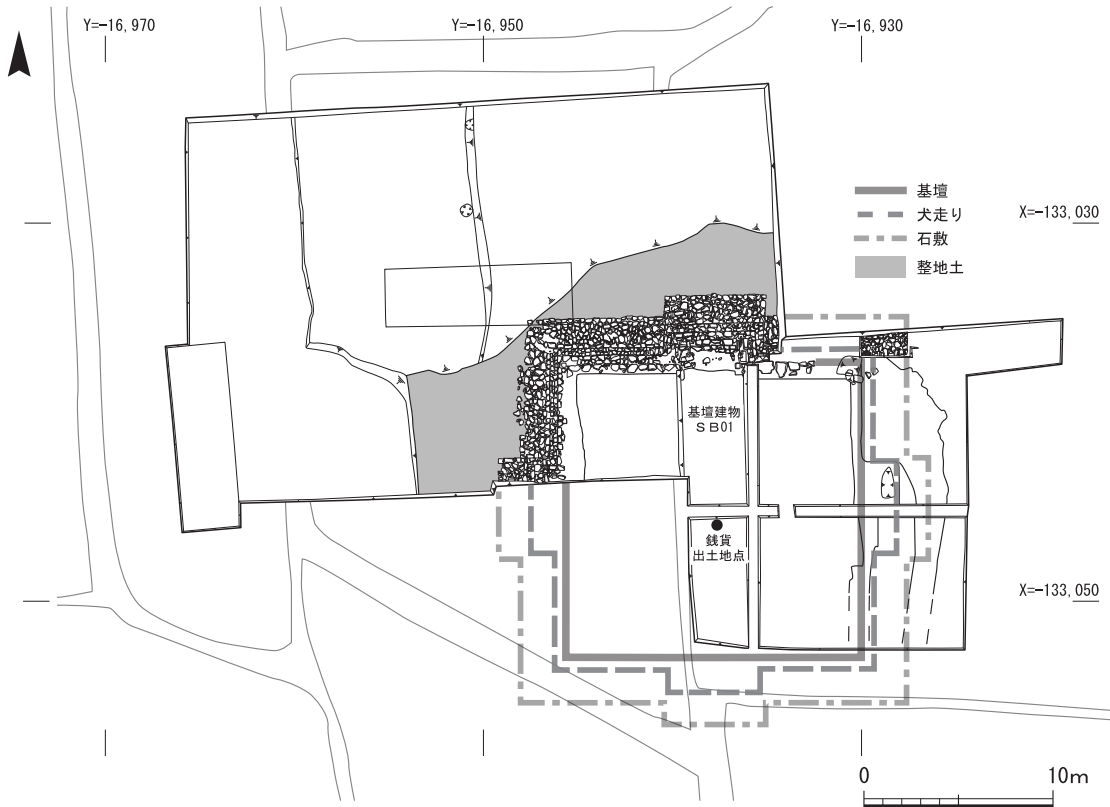 Y=-16,970
Y=-16,950
Y=-16,930
基壇
犬走り
石敷
整地土
X=-133,030
基壇建物
SB01
銭貨
出土地点
X=-133,050
0
10m